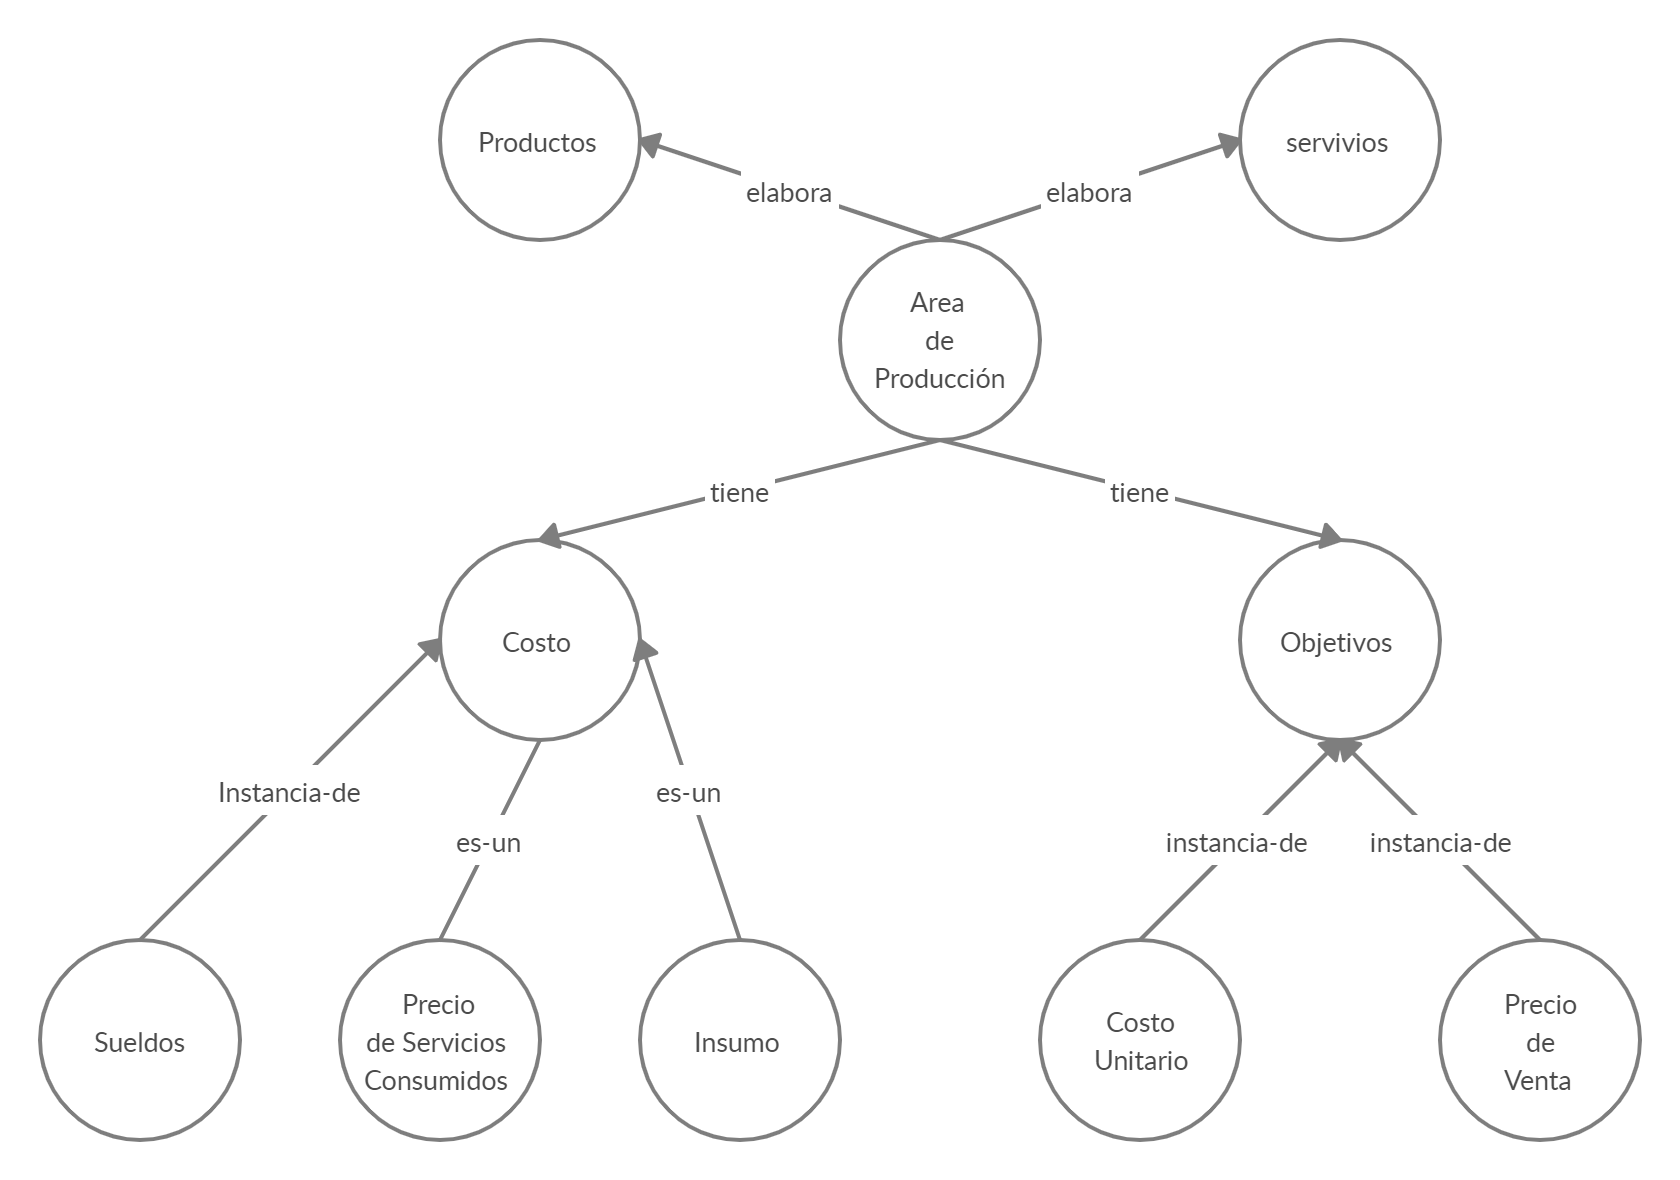 Productos
servivios
elabora
elabora
Area
de
Producción
tiene
tiene
Costo
Objetivos
Instancia-de
es-un
es-un
instancia-de
instancia-de
Sueldos
Precio
de Servicios
Consumidos
Insumo
Costo
Unitario
Precio
de
Venta